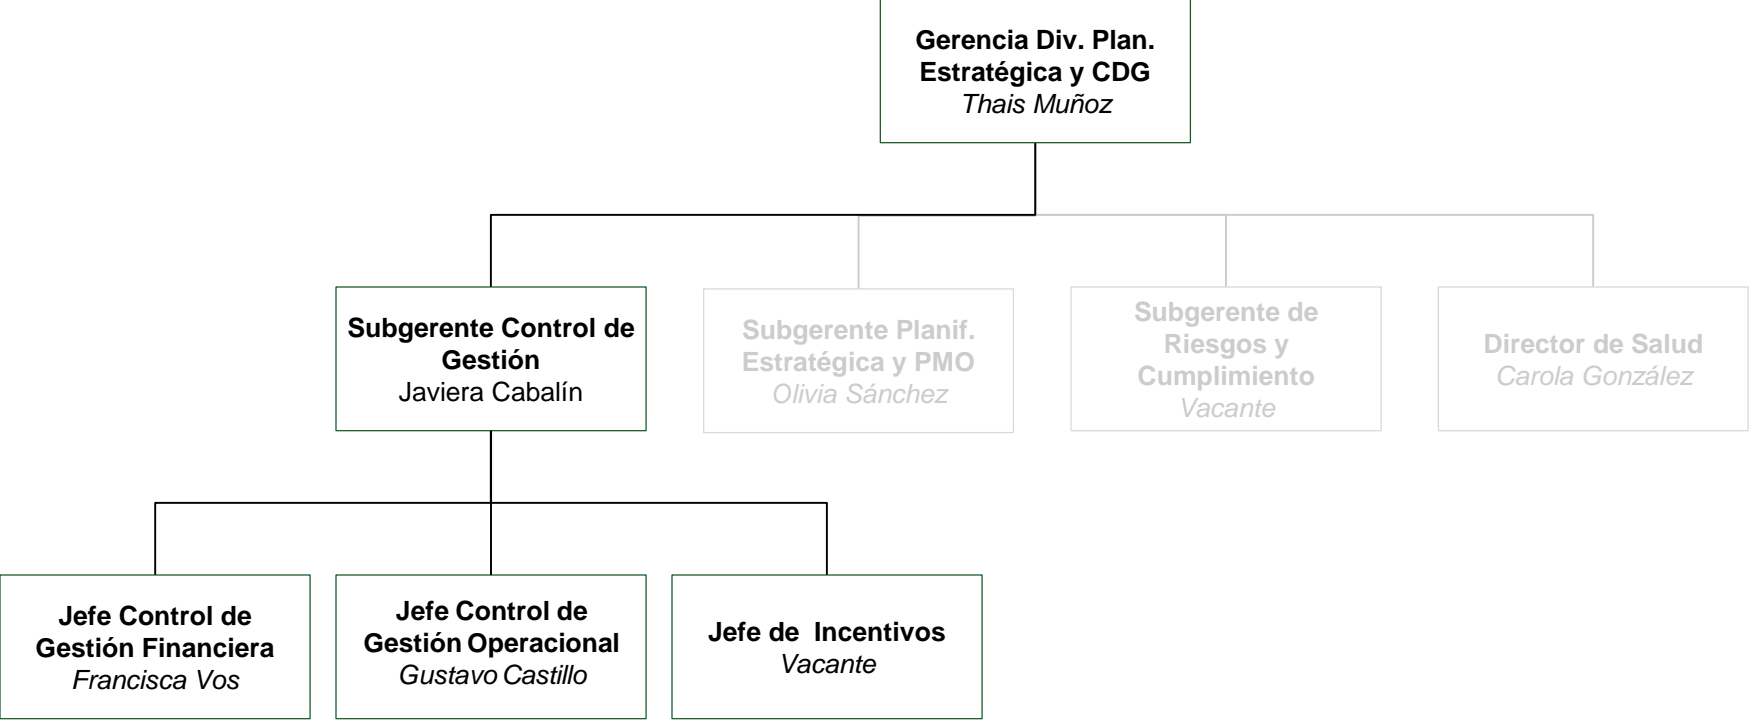 Gerencia Div. Plan.
Estratégica y CDG
Thais Muñoz
Subgerente Control de
Gestión
Javiera Cabalín
Subgerente Planif.
Estratégica y PMO
Olivia Sánchez
Subgerente de
Riesgos y
Cumplimiento
Vacante
Director de Salud
Carola González
Jefe Control de
Gestión Financiera
Francisca Vos
Jefe Control de
Gestión Operacional
Gustavo Castillo
Jefe de  Incentivos
Vacante